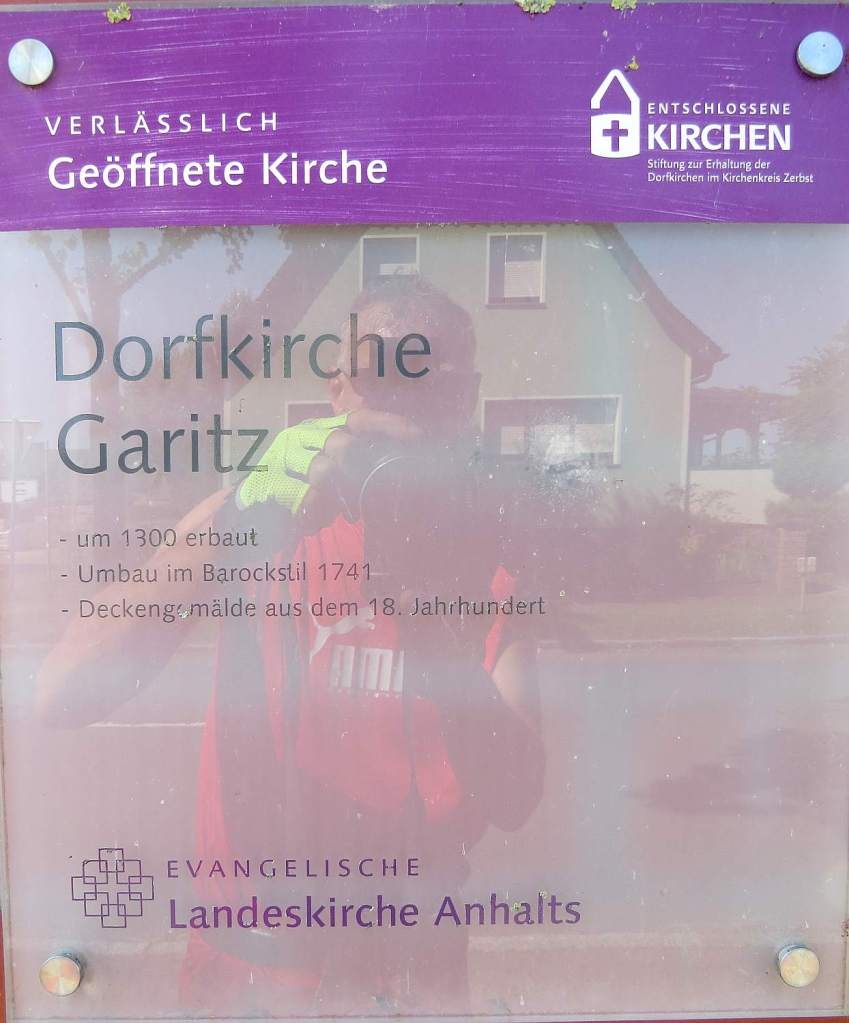 VERLÄSSLICH
Geöffnete Kirche
ENTSCHLOSSENE
KIRCHEN
Stiftung zur Erhaltung der
Dorfkirchen im Kirchenkreis Zerbst
Dorfkirche
Garitz
- um 1300 erbaut
- Umbau im Barockstil 1741
- Deckengemälde aus dem 18. Jahrhundert
EVANGELISCHE
Landeskirche Anhalts